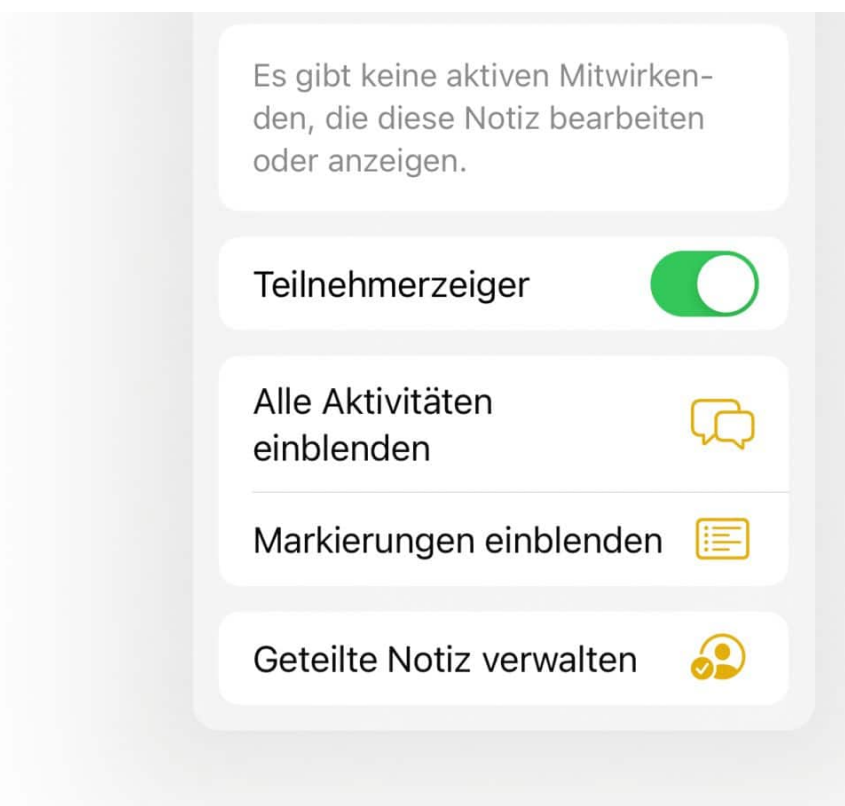 Es gibt keine aktiven Mitwirken-
den, die diese Notiz bearbeiten
oder anzeigen.
Teilnehmerzeiger
Alle Aktivitäten
einblenden
Markierungen einblenden
Geteilte Notiz verwalten